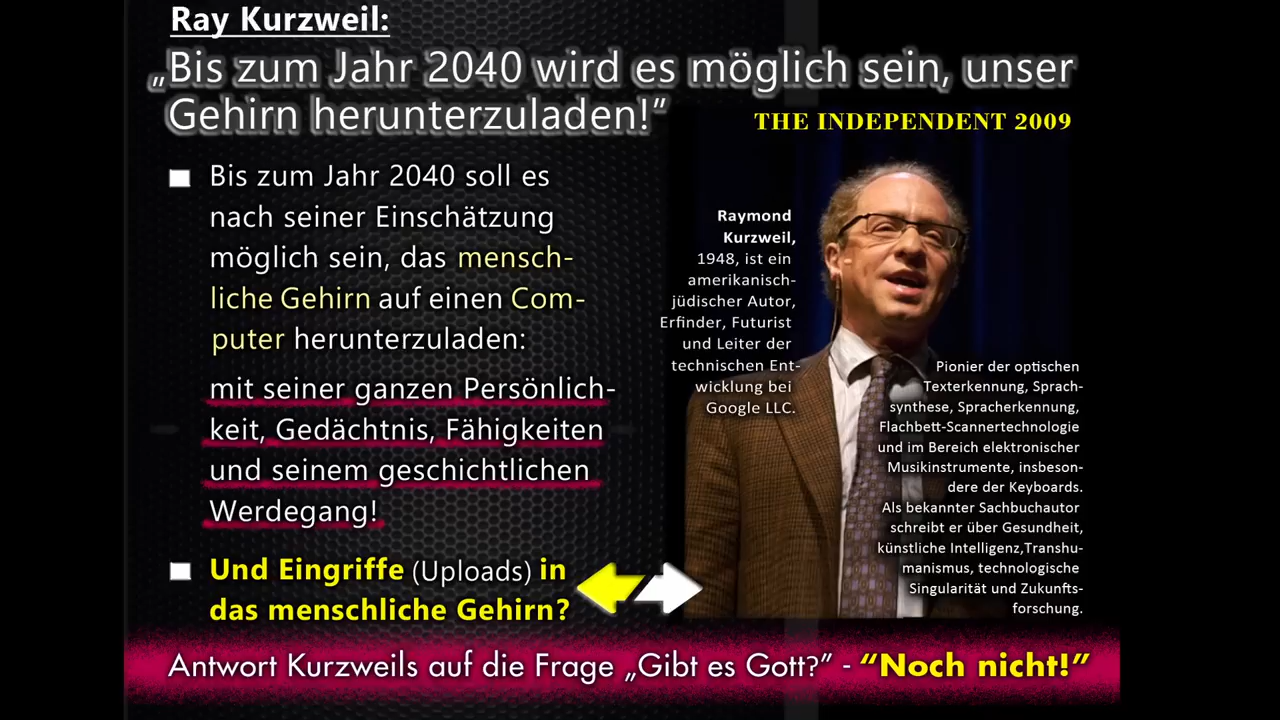 Ray Kurzweil:
„Bis zum Jahr 2040 wird es möglich sein, unser
Gehirn herunterzuladen!”
THE INDEPENDENT 2009
Bis zum Jahr 2040 soll es
nach seiner Einschätzung
möglich sein, das mensch-
liche Gehirn auf einen Com-
puter herunterzuladen:
mit seiner ganzen Persönlich-
keit, Gedächtnis, Fähigkeiten
und seinem geschichtlichen
Werdegang!
Und Eingriffe (Uploads) in
das menschliche Gehirn?
Raymond
Kurzweil,
1948, ist ein
amerikanisch-
jüdischer Autor,
Erfinder, Futurist
und Leiter der
technischen Ent-
wicklung bei
Google LLC.
Pionier der optischen
Texterkennung, Sprach-
synthese, Spracherkennung,
Flachbett-Scannertechnologie
und im Bereich elektronischer
Musikinstrumente, insbeson-
dere der Keyboards.
Als bekannter Sachbuchautor
schreibt er über Gesundheit,
künstliche Intelligenz,Transhu-
manismus, technologische
Singularität und Zukunfts-
forschung.
Antwort Kurzweils auf die Frage „Gibt es Gott?” - “Noch nicht!”